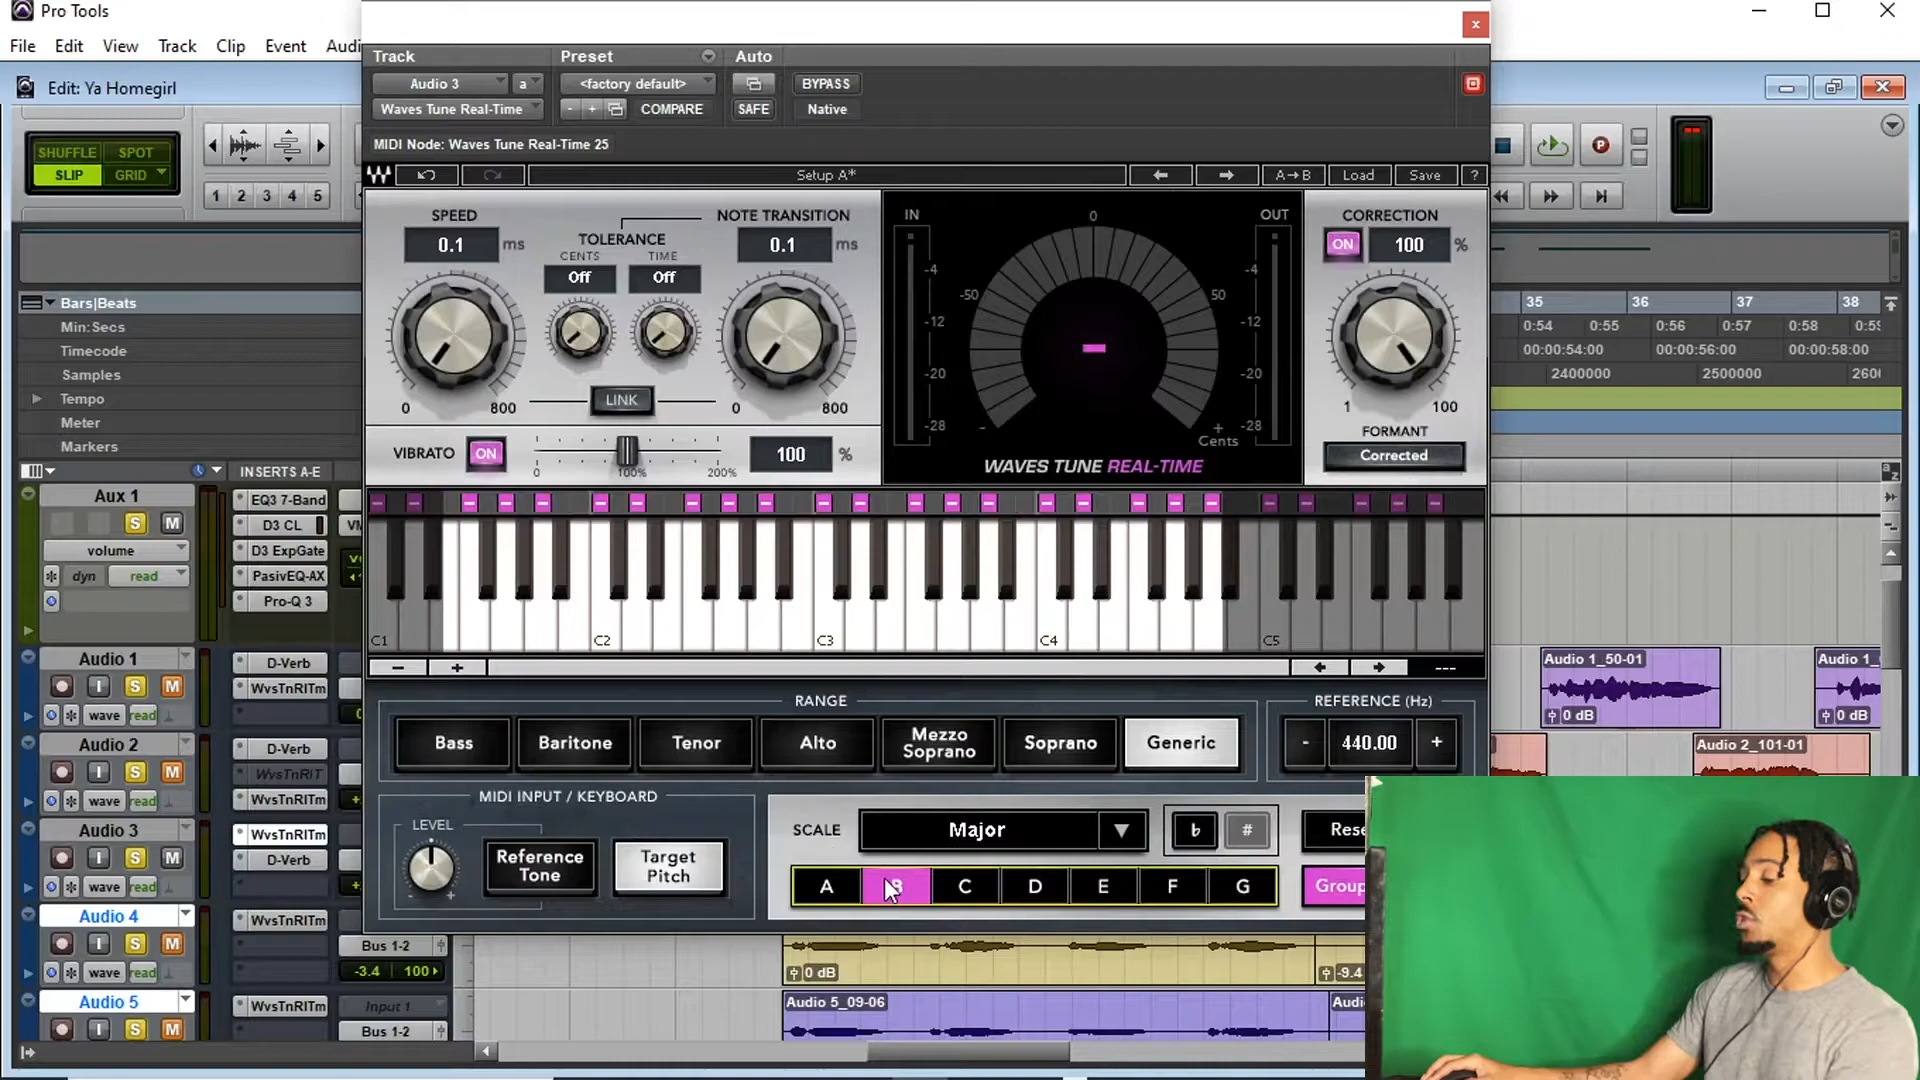 Pro Tools
File Edit View Track Clip Event
Edit: Ya Homegirl
SHUFFLE SPOT
SLIP GRID
1 2 3 4 5
Track Preset Auto
Audio 3 a <factory default> BYPASS
Waves Tune Real-Time - + COMPARE SAFE Native
MIDI Node: Waves Tune Real-Time 25
Setup A* A→B Load Save ?
SPEED NOTE TRANSITION IN 0 OUT CORRECTION
0.1 ms TOLERANCE 0.1 ms ON 100 %
CENTS TIME
Off Off
-4 -50 50 -4
-12 -12
-20 -20
-28 - + -28
Cents
0 800 0 800 1 100
LINK
FORMANT
Corrected
VIBRATO ON 0 100% 200% 100 %
WAVES TUNE REAL-TIME
C1 C2 C3 C4 C5
- + ---
RANGE REFERENCE (Hz)
Bass Baritone Tenor Alto Mezzo Soprano Soprano Generic - 440.00 +
MIDI INPUT / KEYBOARD
LEVEL
Reference Tone
Target Pitch
- +
SCALE Major b #
A B C D E F G
Bars|Beats
Min:Secs
Timecode
Samples
Tempo
Meter
Markers
35 36 37 38
0:54 0:55 0:56 0:57 0:58
00:00:54:00 00:00:56:00 00:00:58:00
2400000 2500000
INSERTS A-E
Aux 1 EQ3 7-Band
S M D3 CL
volume D3 ExpGate
dyn read PasivEQ-AX
Pro-Q 3
Audio 1 D-Verb
I S M WvsTnRlTm
wave read
Audio 2 D-Verb
I S M WvsTnRlT
wave read WvsTnRlTm
Audio 3 WvsTnRlTm
I S M D-Verb
wave read
Audio 4 WvsTnRlTm
I S M Bus 1-2
wave read -3.4 100
Audio 5 WvsTnRlTm Input 1
I S M Bus 1-2
Audio 1_50-01
0 dB
0 dB
Audio 2_101-01
0 dB -9.4
Audio 5_09-06